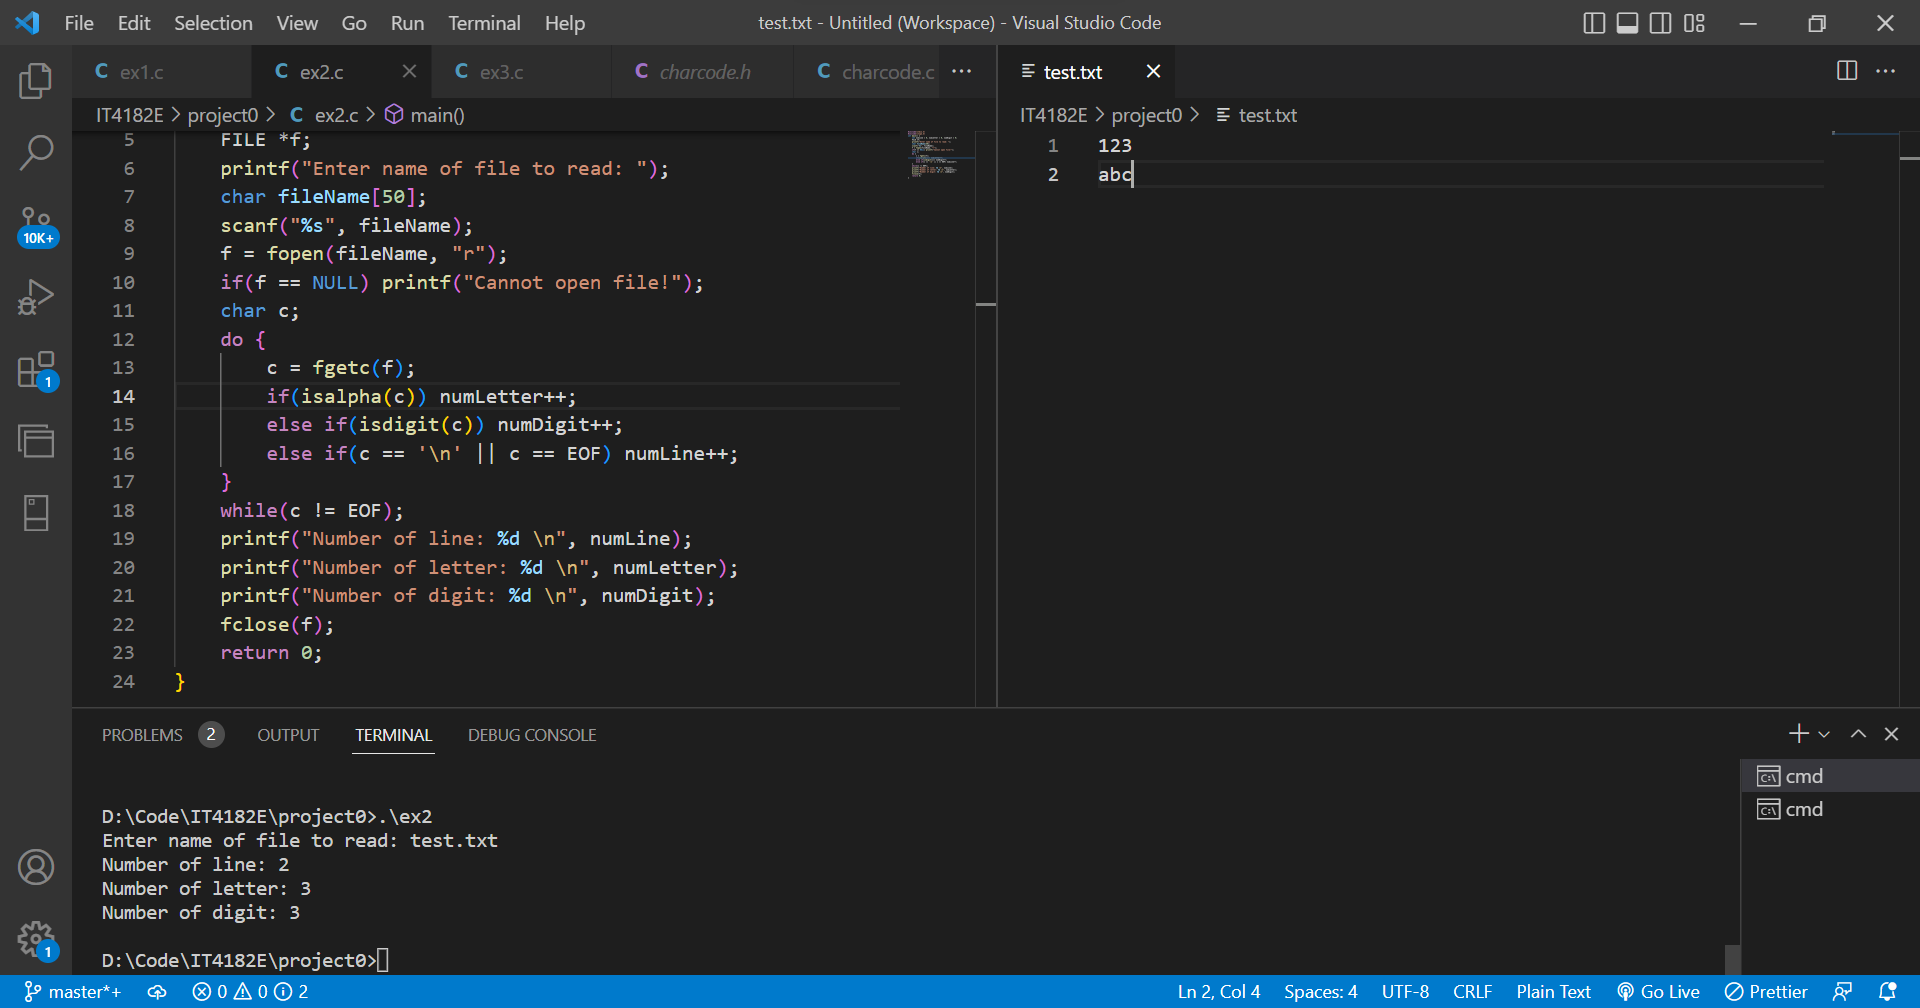 File Edit Selection View Go Run Terminal Help test.txt - Untitled (Workspace) - Visual Studio Code
C ex1.c C ex2.c C ex3.c C charcode.h C charcode.c ···
IT4182E > project0 > C ex2.c > main()
5 FILE *f;
6 printf("Enter name of file to read: ");
7 char fileName[50];
8 scanf("%s", fileName);
9 f = fopen(fileName, "r");
10 if(f == NULL) printf("Cannot open file!");
11 char c;
12 do {
13 c = fgetc(f);
14 if(isalpha(c)) numLetter++;
15 else if(isdigit(c)) numDigit++;
16 else if(c == '\n' || c == EOF) numLine++;
17 }
18 while(c != EOF);
19 printf("Number of line: %d \n", numLine);
20 printf("Number of letter: %d \n", numLetter);
21 printf("Number of digit: %d \n", numDigit);
22 fclose(f);
23 return 0;
24 }
test.txt
IT4182E > project0 > test.txt
1 123
2 abc
10K+
1
1
PROBLEMS 2 OUTPUT TERMINAL DEBUG CONSOLE
D:\Code\IT4182E\project0>.\ex2
Enter name of file to read: test.txt
Number of line: 2
Number of letter: 3
Number of digit: 3
D:\Code\IT4182E\project0>
cmd
cmd
master*+ 0 0 2 Ln 2, Col 4 Spaces: 4 UTF-8 CRLF Plain Text Go Live Prettier